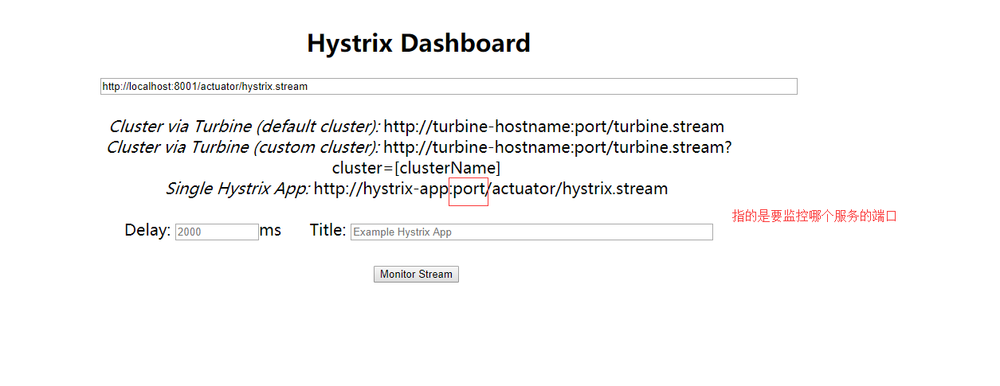 Hystrix Dashboard
http://localhost:8001/actuator/hystrix.stream
Cluster via Turbine (default cluster): http://turbine-hostname:port/turbine.stream
Cluster via Turbine (custom cluster): http://turbine-hostname:port/turbine.stream?
cluster=[clusterName]
Single Hystrix App: http://hystrix-app:port/actuator/hystrix.stream
指的是要监控哪个服务的端口
Delay: 2000 ms Title: Example Hystrix App
Monitor Stream